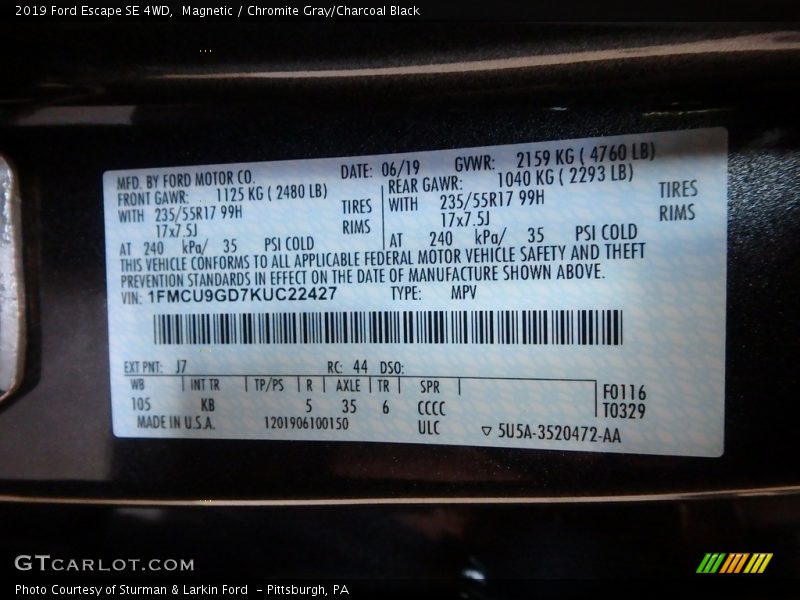 2019 Ford Escape SE 4WD,  Magnetic / Chromite Gray/Charcoal Black
MFD. BY FORD MOTOR CO. DATE: 06/19 GVWR: 2159 KG ( 4760 LB)
FRONT GAWR: 1125 KG ( 2480 LB) REAR GAWR: 1040 KG ( 2293 LB)
WITH 235/55R17 99H TIRES WITH 235/55R17 99H TIRES
17x7.5J RIMS 17x7.5J RIMS
AT 240 kPa/ 35 PSI COLD AT 240 kPa/ 35 PSI COLD
THIS VEHICLE CONFORMS TO ALL APPLICABLE FEDERAL MOTOR VEHICLE SAFETY AND THEFT
PREVENTION STANDARDS IN EFFECT ON THE DATE OF MANUFACTURE SHOWN ABOVE.
VIN: 1FMCU9GD7KUC22427 TYPE: MPV
EXT PNT: J7 RC: 44 DSO:
WB INT TR TP/PS R AXLE TR SPR F0116
105 KB 5 35 6 CCCC T0329
MADE IN U.S.A. 1201906100150 ULC ▽ 5U5A-3520472-AA
GTCARLOT.COM
Photo Courtesy of Sturman & Larkin Ford  - Pittsburgh, PA